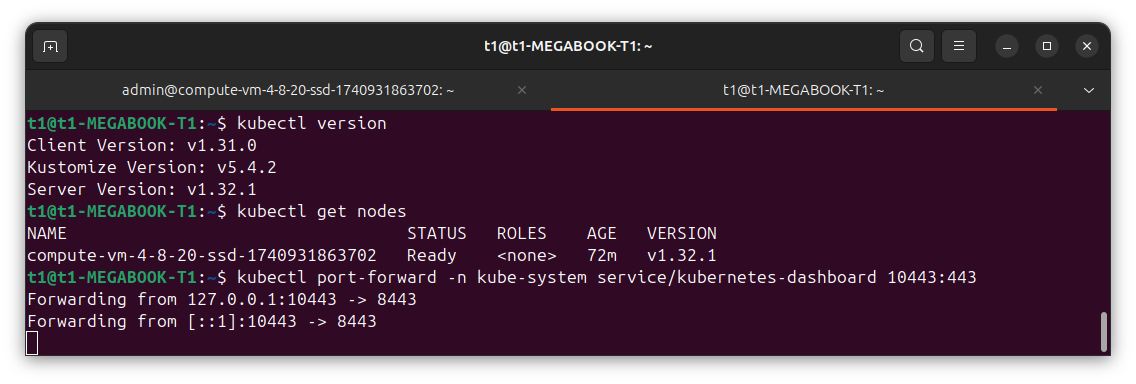 t1@t1-MEGABOOK-T1: ~
admin@compute-vm-4-8-20-ssd-1740931863702: ~
t1@t1-MEGABOOK-T1: ~
t1@t1-MEGABOOK-T1:~$ kubectl version
Client Version: v1.31.0
Kustomize Version: v5.4.2
Server Version: v1.32.1
t1@t1-MEGABOOK-T1:~$ kubectl get nodes
NAME STATUS ROLES AGE VERSION
compute-vm-4-8-20-ssd-1740931863702 Ready <none> 72m v1.32.1
t1@t1-MEGABOOK-T1:~$ kubectl port-forward -n kube-system service/kubernetes-dashboard 10443:443
Forwarding from 127.0.0.1:10443 -> 8443
Forwarding from [::1]:10443 -> 8443